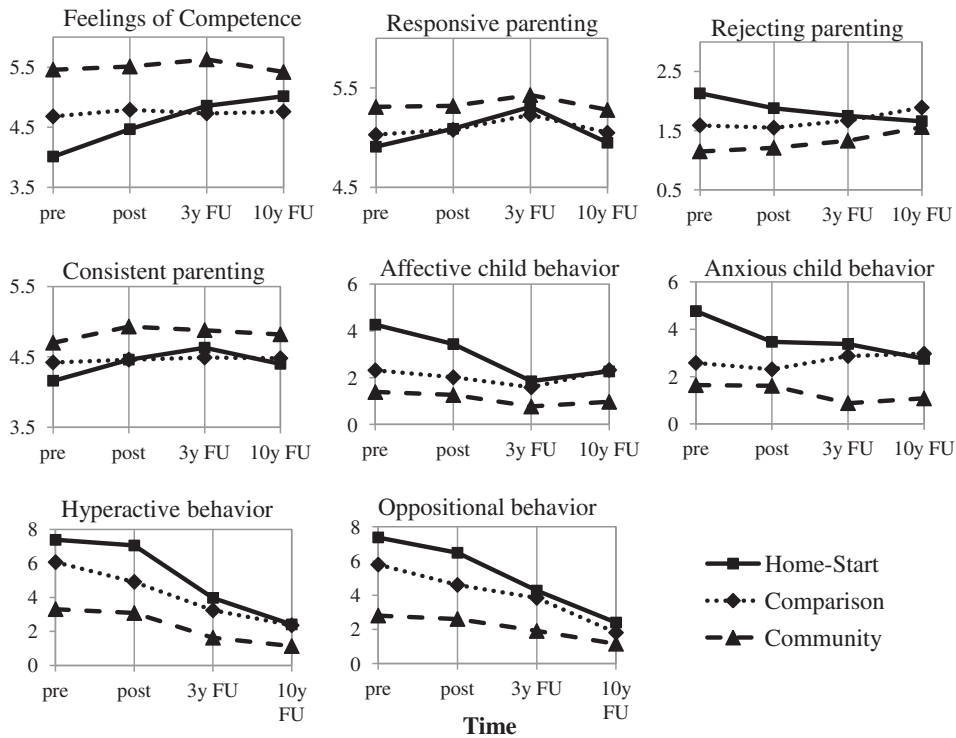 Feelings of Competence
5.5
4.5
3.5
pre post 3y FU 10y FU
Responsive parenting
5.5
4.5
pre post 3y FU 10y FU
Rejecting parenting
2.5
1.5
0.5
pre post 3y FU 10y FU
Consistent parenting
5.5
4.5
3.5
pre post 3y FU 10y FU
Affective child behavior
6
4
2
0
pre post 3y FU 10y FU
Anxious child behavior
6
4
2
0
pre post 3y FU 10y FU
Hyperactive behavior
8
6
4
2
0
pre post 3y FU 10y
FU
Oppositional behavior
8
6
4
2
0
pre post 3y FU 10y
FU
Time
Home-Start
Comparison
Community